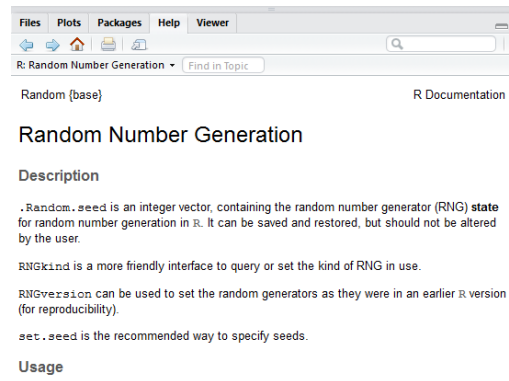 Files Plots Packages Help Viewer
R: Random Number Generation Find in Topic
Random {base} R Documentation
Random Number Generation
Description
.Random.seed is an integer vector, containing the random number generator (RNG) state
for random number generation in R. It can be saved and restored, but should not be altered
by the user.
RNGkind is a more friendly interface to query or set the kind of RNG in use.
RNGversion can be used to set the random generators as they were in an earlier R version
(for reproducibility).
set.seed is the recommended way to specify seeds.
Usage